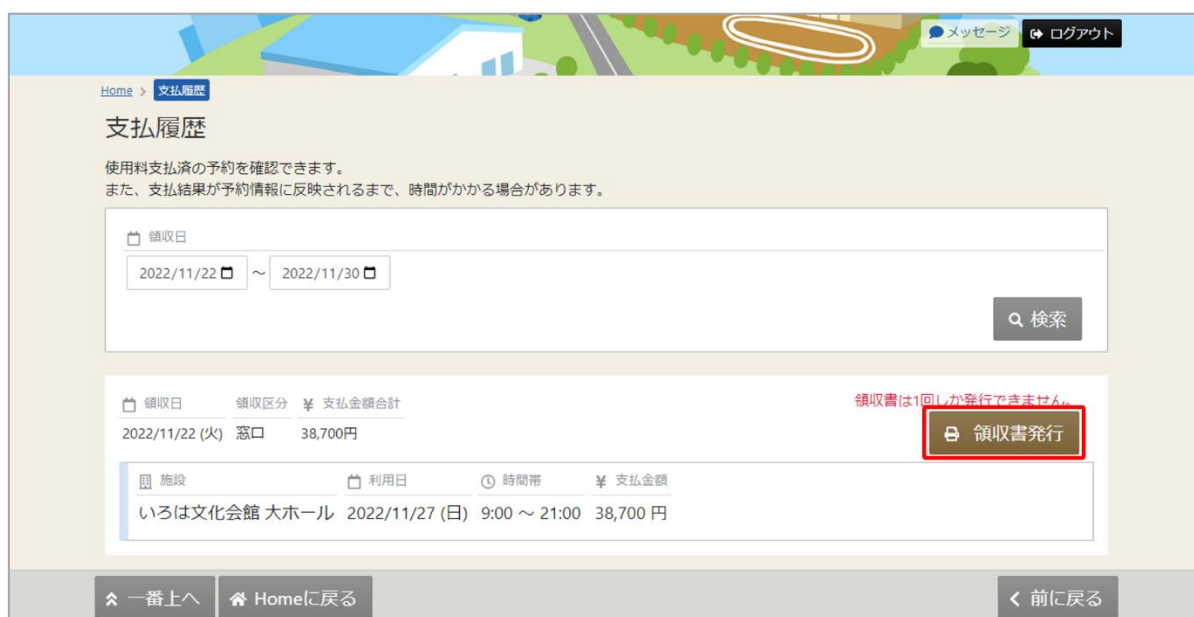 メッセージ ログアウト
Home > 支払履歴
支払履歴
使用料支払済の予約を確認できます。
また、支払結果が予約情報に反映されるまで、時間がかかる場合があります。
領収日
2022/11/22 ～ 2022/11/30
検索
領収書は1回しか発行できません。
領収日 領収区分 ¥ 支払金額合計
2022/11/22 (火) 窓口 38,700円
領収書発行
施設 利用日 時間帯 ¥ 支払金額
いろは文化会館 大ホール 2022/11/27 (日) 9:00 ～ 21:00 38,700 円
一番上へ Homeに戻る 前に戻る